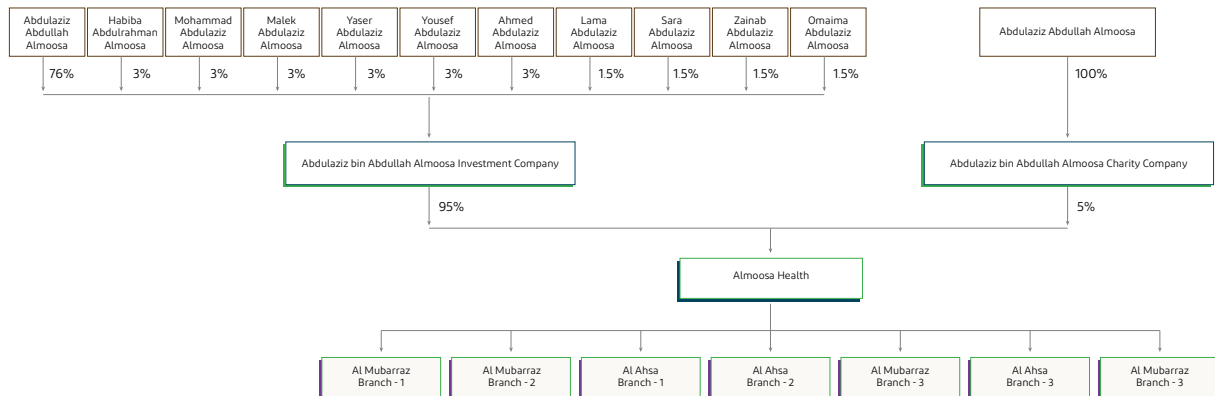 Abdulaziz
Abdullah
Almoosa
Habiba
Abdulrahman
Almoosa
Mohammad
Abdulaziz
Almoosa
Malek
Abdulaziz
Almoosa
Yaser
Abdulaziz
Almoosa
Yousef
Abdulaziz
Almoosa
Ahmed
Abdulaziz
Almoosa
Lama
Abdulaziz
Almoosa
Sara
Abdulaziz
Almoosa
Zainab
Abdulaziz
Almoosa
Omaima
Abdulaziz
Almoosa
Abdulaziz Abdullah Almoosa
76%
3%
3%
3%
3%
3%
3%
1.5%
1.5%
1.5%
1.5%
100%
Abdulaziz bin Abdullah Almoosa Investment Company
Abdulaziz bin Abdullah Almoosa Charity Company
95%
5%
Almoosa Health
Al Mubarraz
Branch - 1
Al Mubarraz
Branch - 2
Al Ahsa
Branch - 1
Al Ahsa
Branch - 2
Al Mubarraz
Branch - 3
Al Ahsa
Branch - 3
Al Mubarraz
Branch - 3